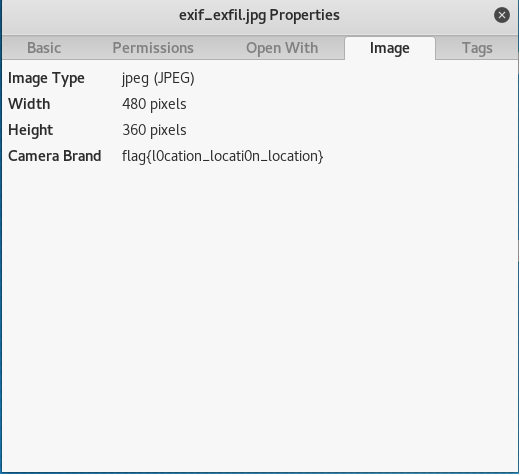 exif_exfil.jpg Properties
Basic Permissions Open With Image Tags
Image Type jpeg (JPEG)
Width 480 pixels
Height 360 pixels
Camera Brand flag{l0cation_locati0n_location}